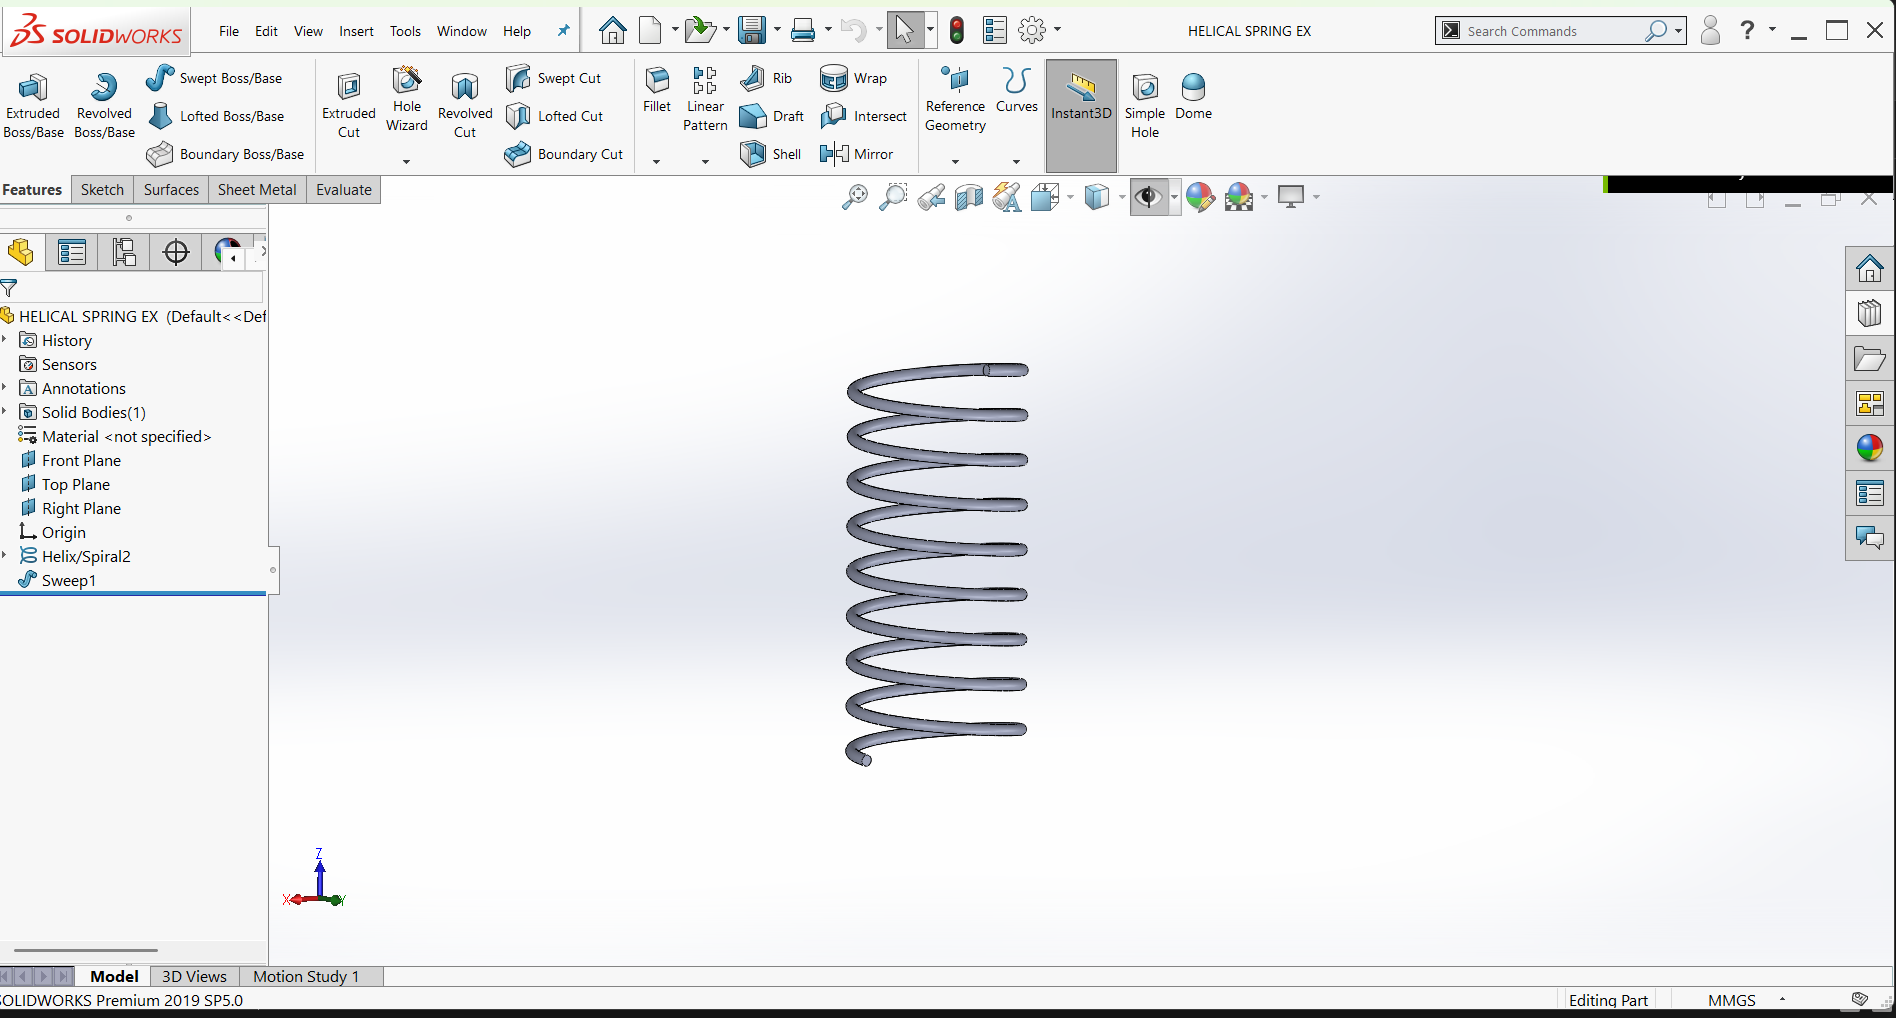 SOLIDWORKS
File Edit View Insert Tools Window Help
HELICAL SPRING EX
Search Commands
?
Extruded Boss/Base
Revolved Boss/Base
Swept Boss/Base
Lofted Boss/Base
Boundary Boss/Base
Extruded Cut
Hole Wizard
Revolved Cut
Swept Cut
Lofted Cut
Boundary Cut
Fillet
Linear Pattern
Rib
Draft
Shell
Wrap
Intersect
Mirror
Reference Geometry
Curves
Instant3D
Simple Hole
Dome
Features Sketch Surfaces Sheet Metal Evaluate
HELICAL SPRING EX (Default<<Def
History
Sensors
Annotations
Solid Bodies(1)
Material <not specified>
Front Plane
Top Plane
Right Plane
Origin
Helix/Spiral2
Sweep1
Z
X
Y
Model 3D Views Motion Study 1
SOLIDWORKS Premium 2019 SP5.0
Editing Part
MMGS